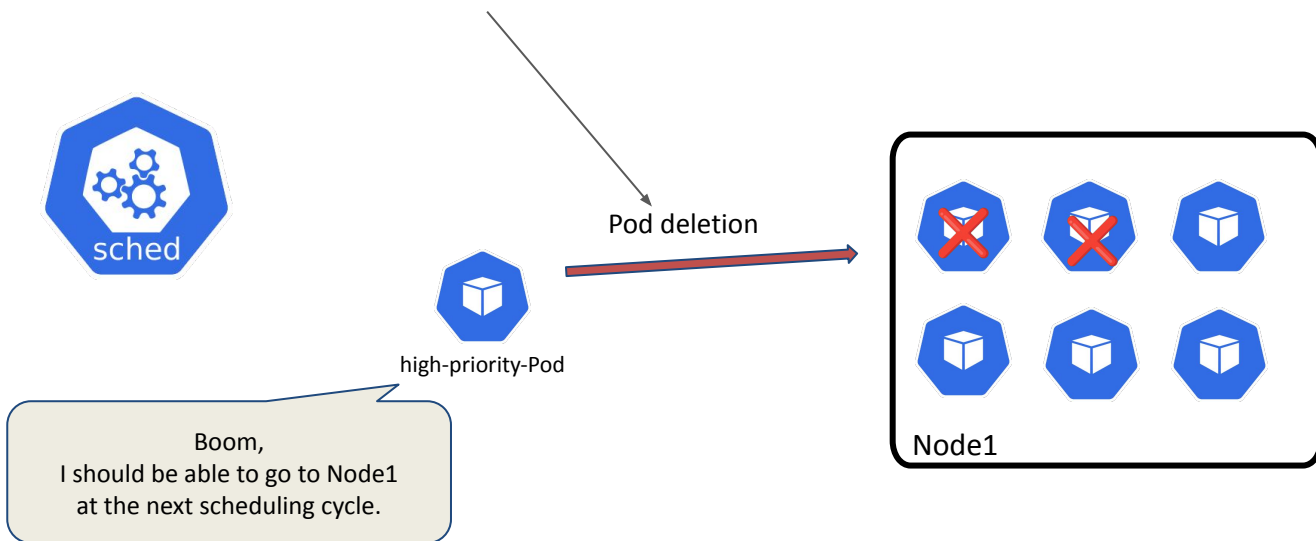 sched
Pod deletion
high-priority-Pod
Boom,
I should be able to go to Node1
at the next scheduling cycle.
Node1